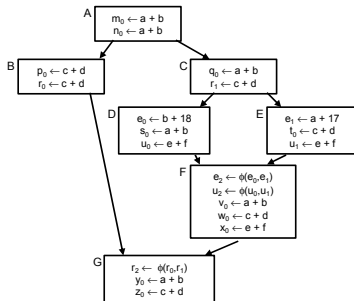 A
m₀ ← a + b
n₀ ← a + b
B
p₀ ← c + d
r₀ ← c + d
C
q₀ ← a + b
r₁ ← c + d
D
e₀ ← b + 18
s₀ ← a + b
u₀ ← e + f
E
e₁ ← a + 17
t₀ ← c + d
u₁ ← e + f
F
e₂ ← ϕ(e₀,e₁)
u₂ ← ϕ(u₀,u₁)
v₀ ← a + b
w₀ ← c + d
x₀ ← e + f
G
r₂ ← ϕ(r₀,r₁)
y₀ ← a + b
z₀ ← c + d